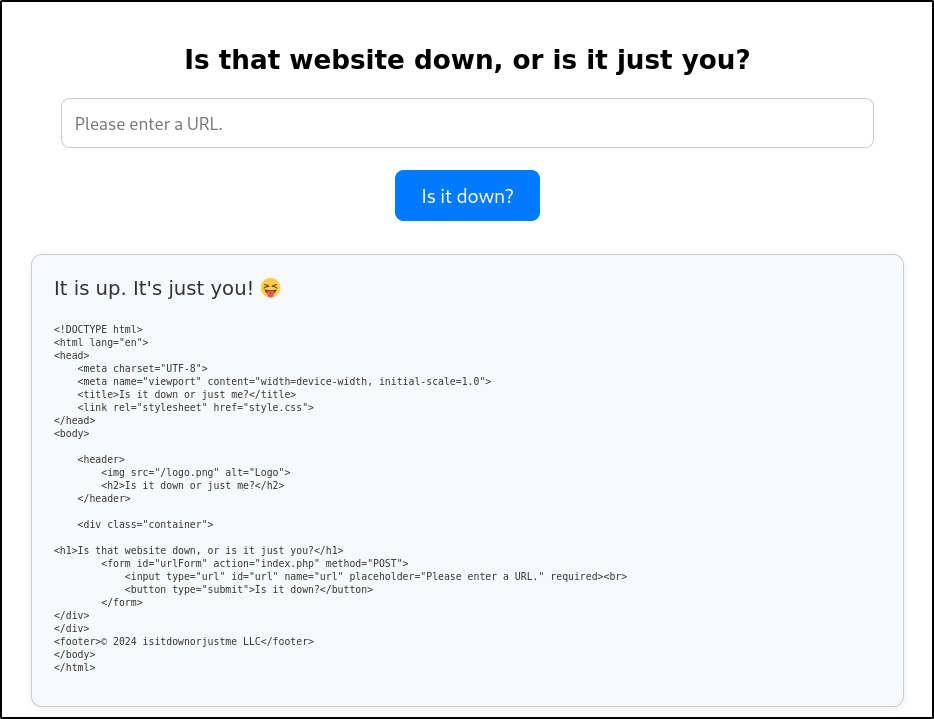 Is that website down, or is it just you?
Please enter a URL.
Is it down?
It is up. It's just you! 😝
<!DOCTYPE html>
<html lang="en">
<head>
    <meta charset="UTF-8">
    <meta name="viewport" content="width=device-width, initial-scale=1.0">
    <title>Is it down or just me?</title>
    <link rel="stylesheet" href="style.css">
</head>
<body>
    <header>
        <img src="/logo.png" alt="Logo">
        <h2>Is it down or just me?</h2>
    </header>
    <div class="container">
<h1>Is that website down, or is it just you?</h1>
        <form id="urlForm" action="index.php" method="POST">
            <input type="url" id="url" name="url" placeholder="Please enter a URL." required><br>
            <button type="submit">Is it down?</button>
        </form>
</div>
</div>
<footer>© 2024 isitdownorjustme LLC</footer>
</body>
</html>